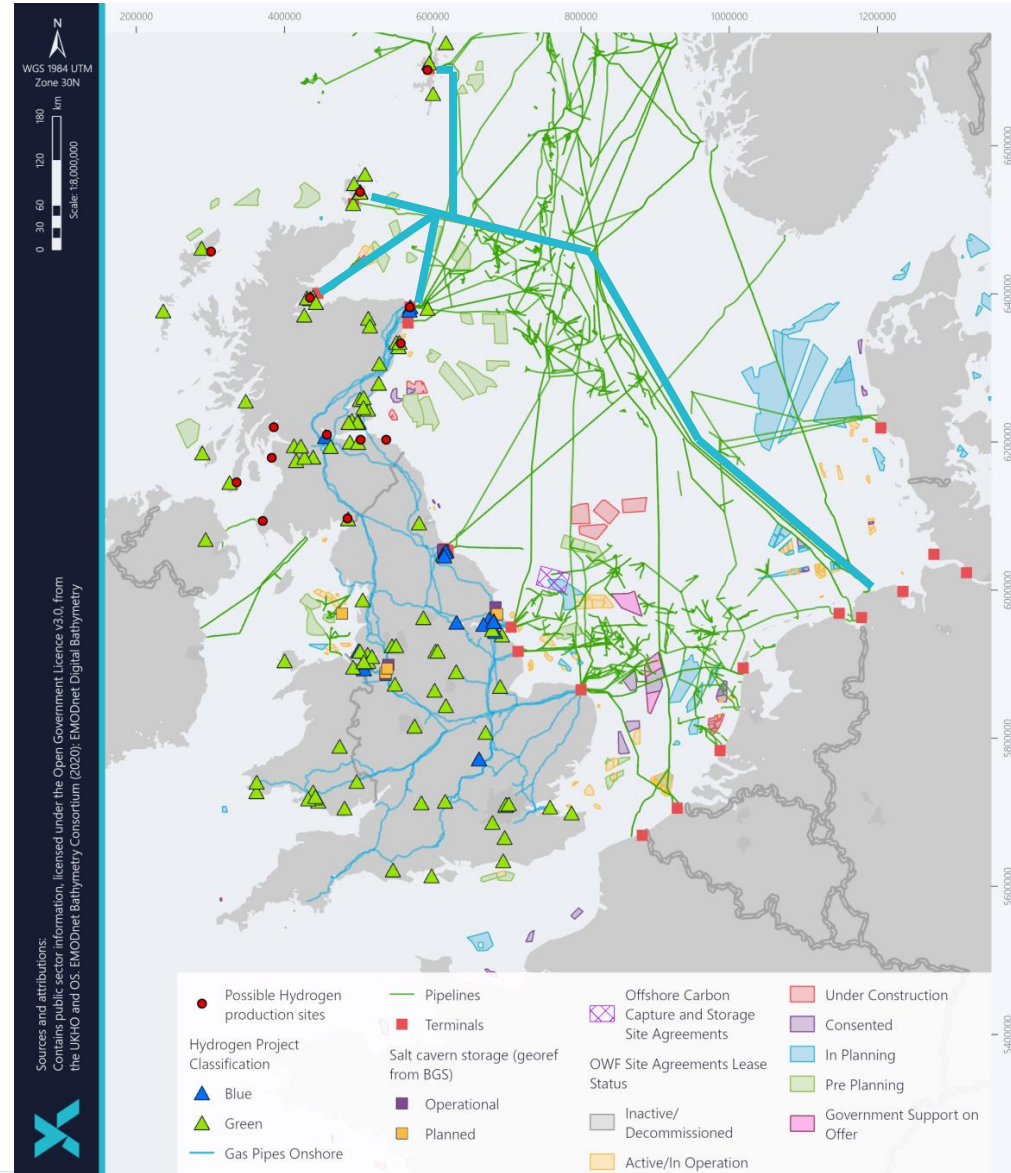 200000
400000
600000
800000
1000000
1200000
N
WGS 1984 UTM
Zone 30N
0 30 60 120 180
km
Scale: 1:8,000,000
6600000
6400000
6200000
6000000
5800000
5600000
5400000
Sources and attributions:
Contains public sector information, licensed under the Open Government Licence v3.0, from
the UKHO and OS. EMODnet Bathymetry Consortium (2020): EMODnet Digital Bathymetry
Possible Hydrogen
production sites
Hydrogen Project
Classification
Blue
Green
Gas Pipes Onshore
Pipelines
Terminals
Salt cavern storage (georef
from BGS)
Operational
Planned
Offshore Carbon
Capture and Storage
Site Agreements
OWF Site Agreements Lease
Status
Inactive/
Decommissioned
Active/In Operation
Under Construction
Consented
In Planning
Pre Planning
Government Support on
Offer